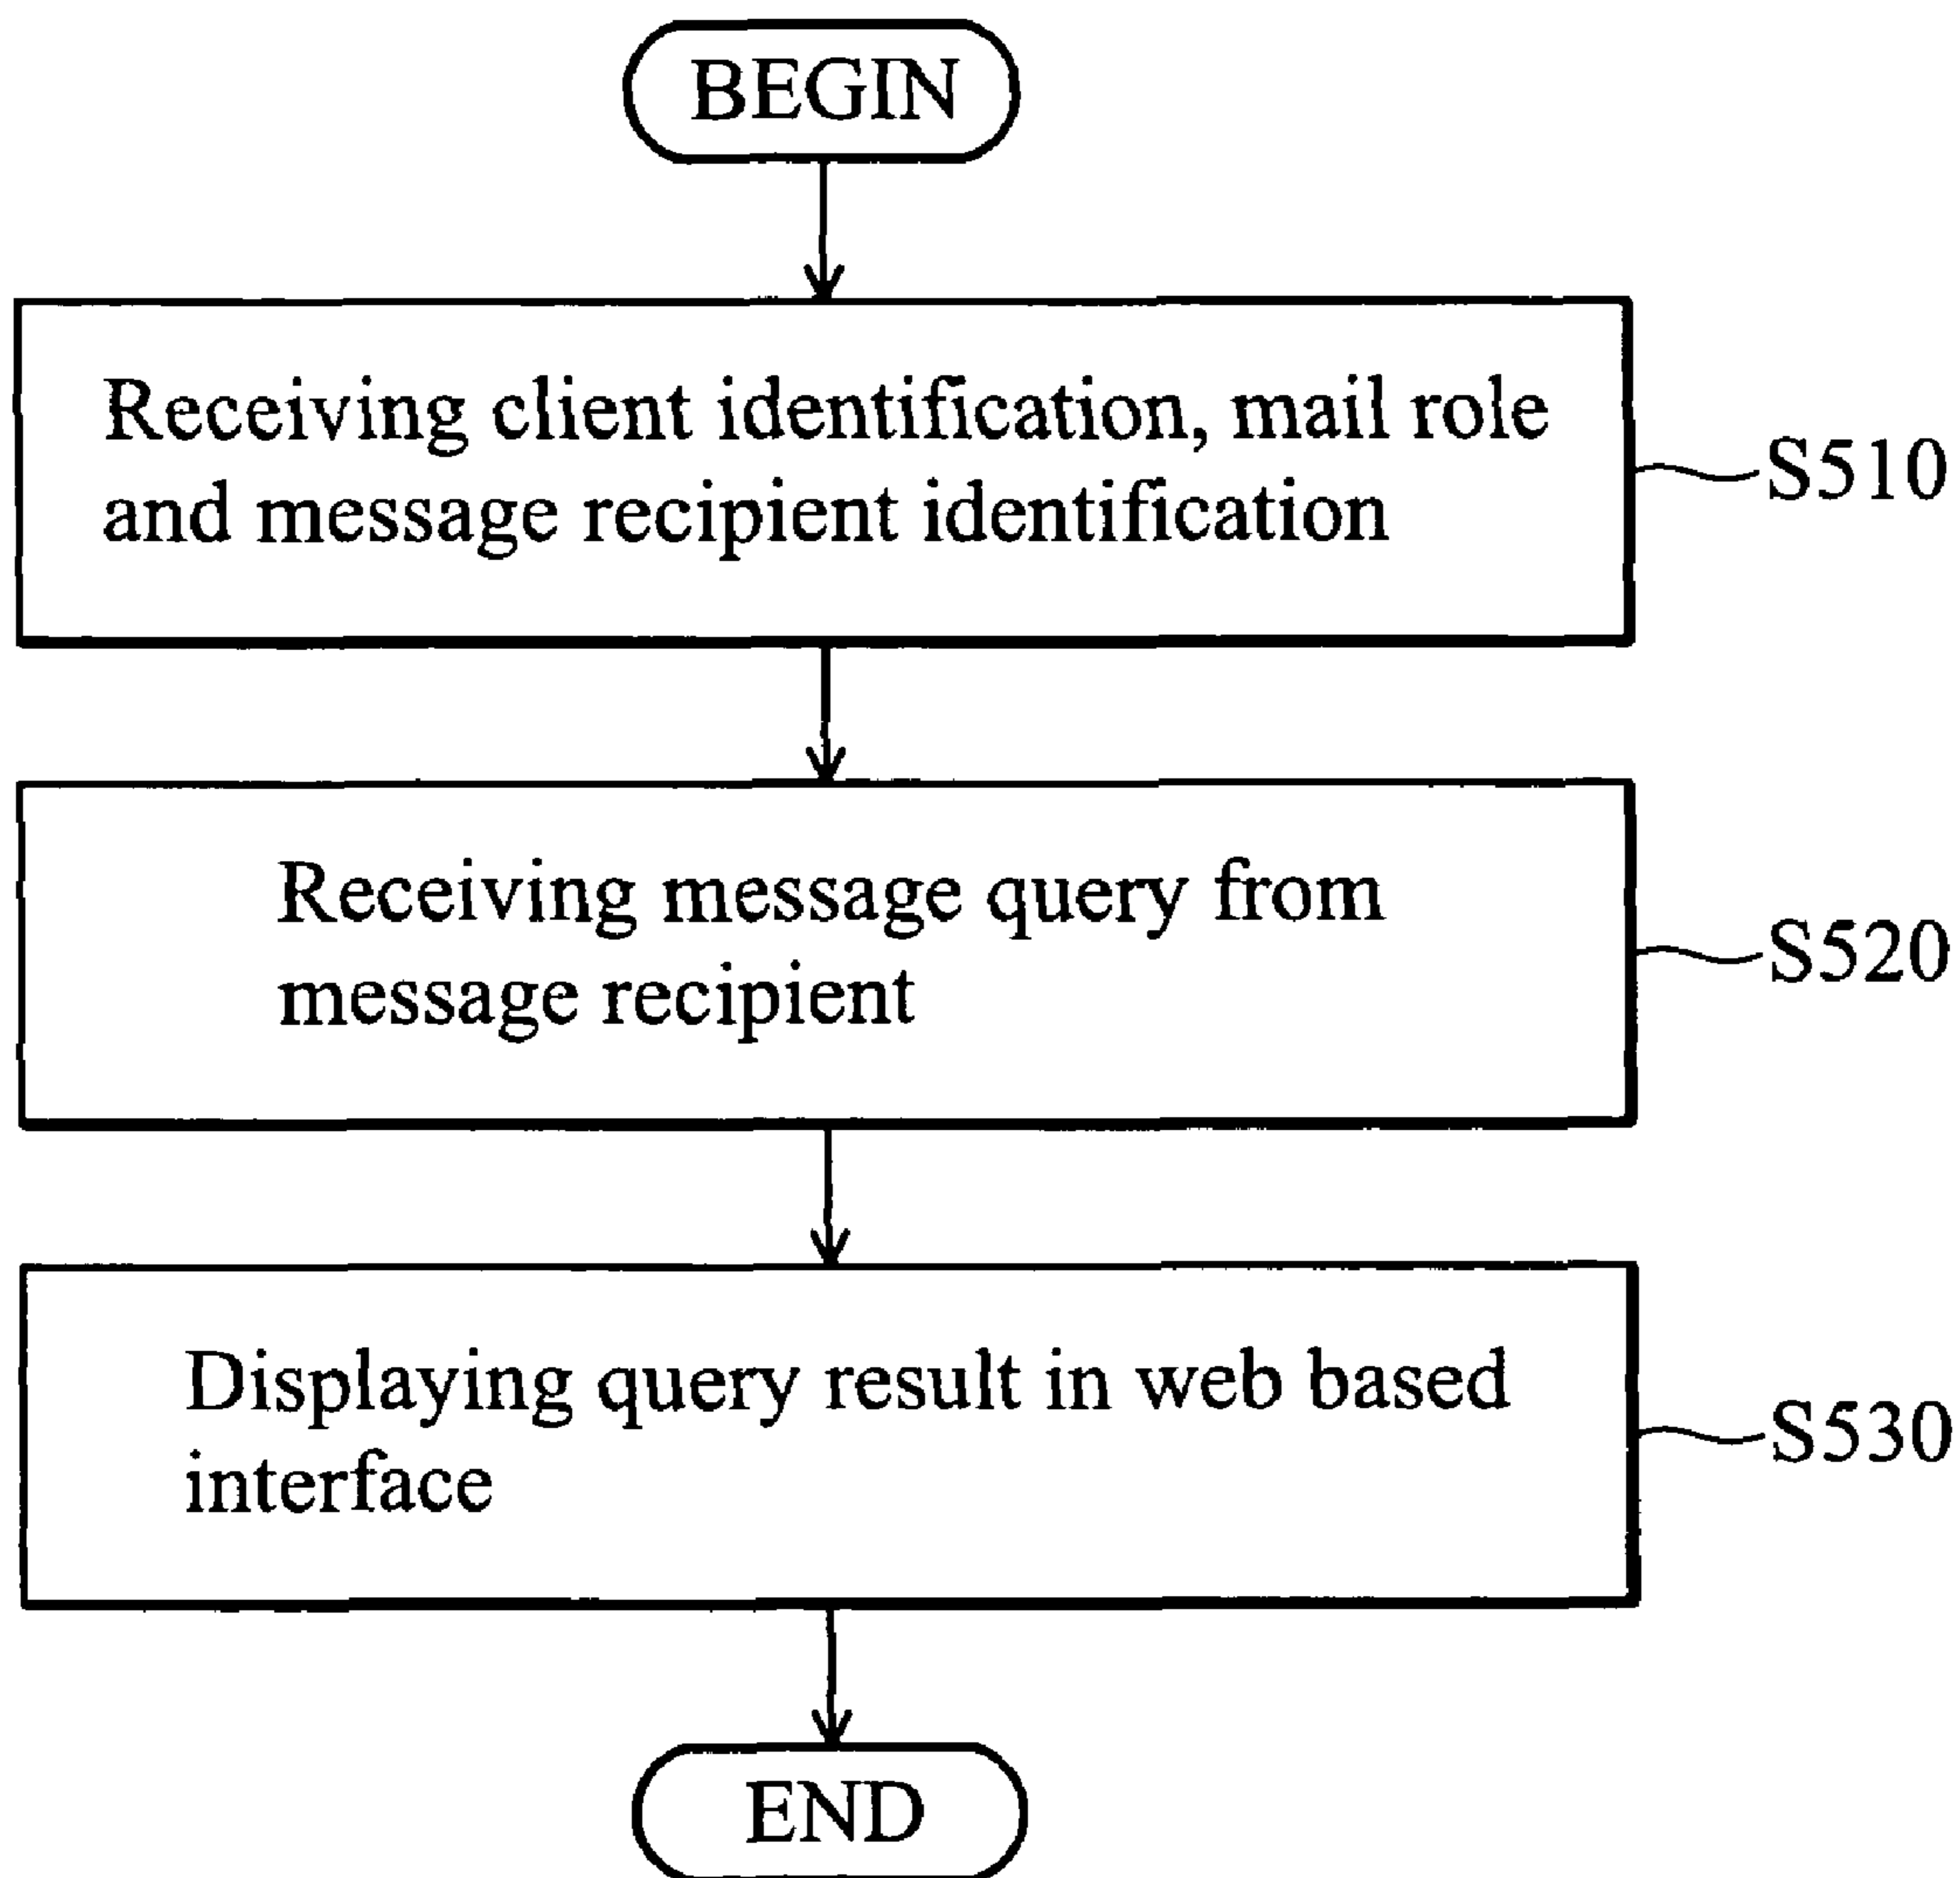 BEGIN
Receiving client identification, mail role
and message recipient identification
S510
Receiving message query from
message recipient
S520
Displaying query result in web based
interface
S530
END